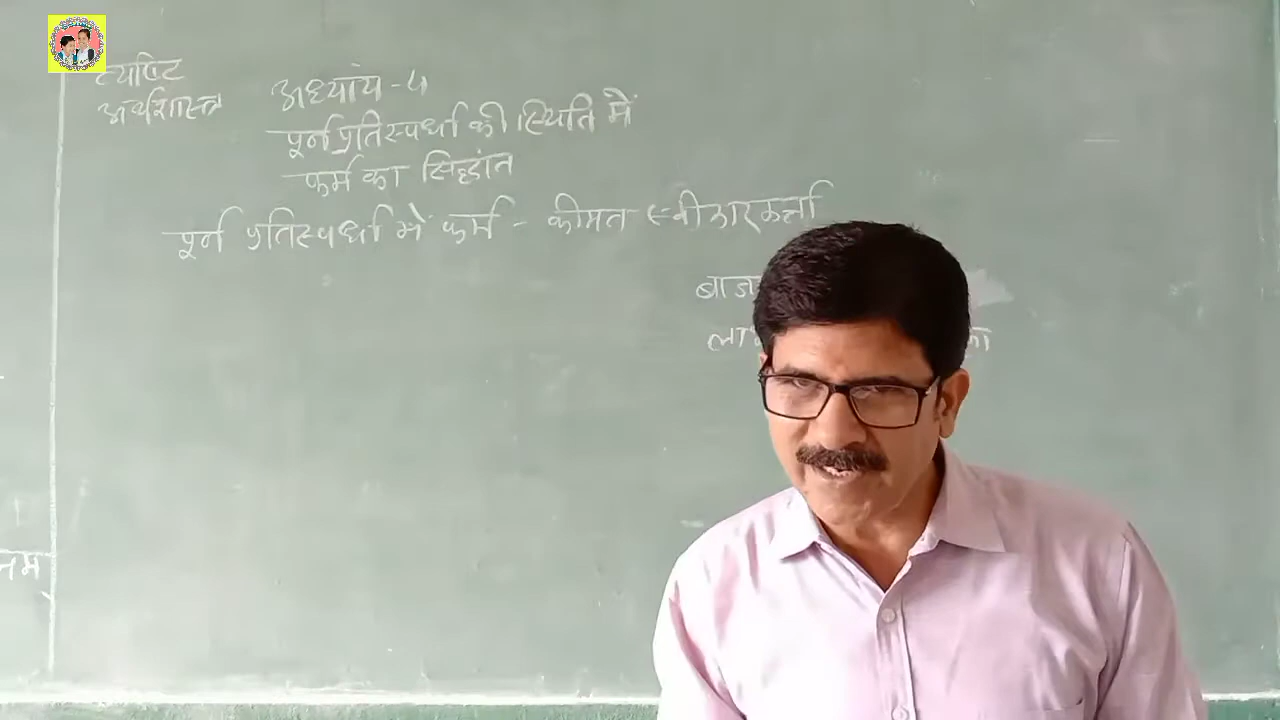 व्यष्टि
अर्थशास्त्र
अध्याय-4
पूर्न प्रतिस्पर्धा की स्थिति में
फर्म का सिद्धांत
पूर्न प्रतिस्पर्धा में फर्म - कीमत स्वीकारकर्त्ता